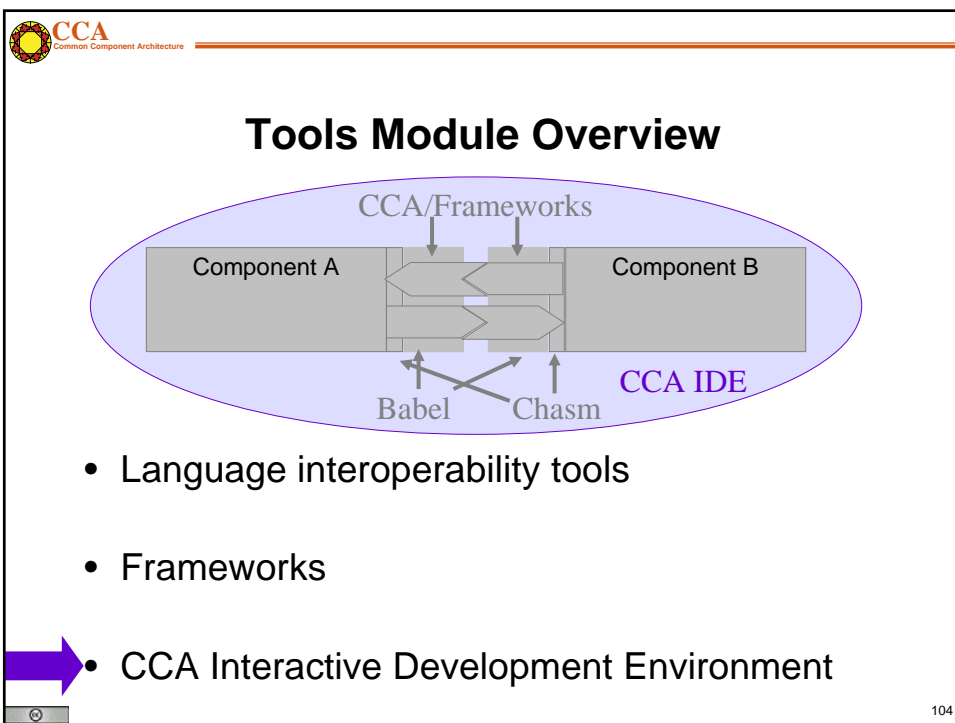 CCA
Common Component Architecture
Tools Module Overview
CCA/Frameworks
Component A
Component B
CCA IDE
Babel
Chasm
• Language interoperability tools
• Frameworks
• CCA Interactive Development Environment
cc
104